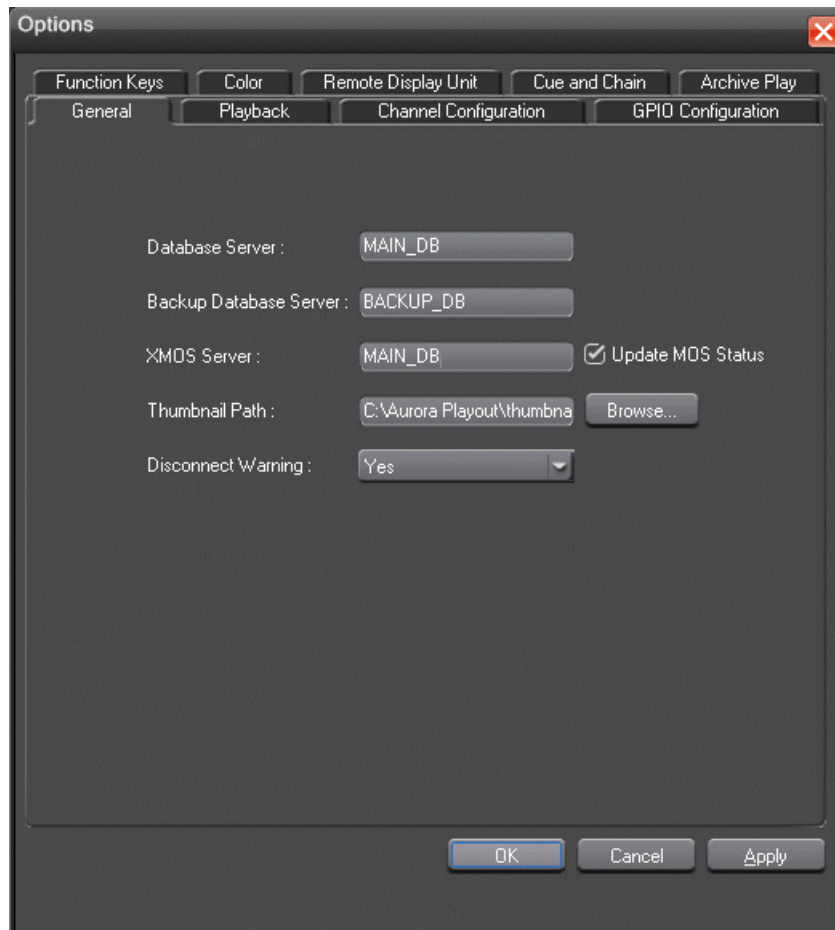 Options
Function Keys Color Remote Display Unit Cue and Chain Archive Play
General Playback Channel Configuration GPIO Configuration
Database Server : MAIN_DB
Backup Database Server : BACKUP_DB
XMOS Server : MAIN_DB Update MOS Status
Thumbnail Path : C:\Aurora Playout\thumbna Browse...
Disconnect Warning : Yes
OK Cancel Apply